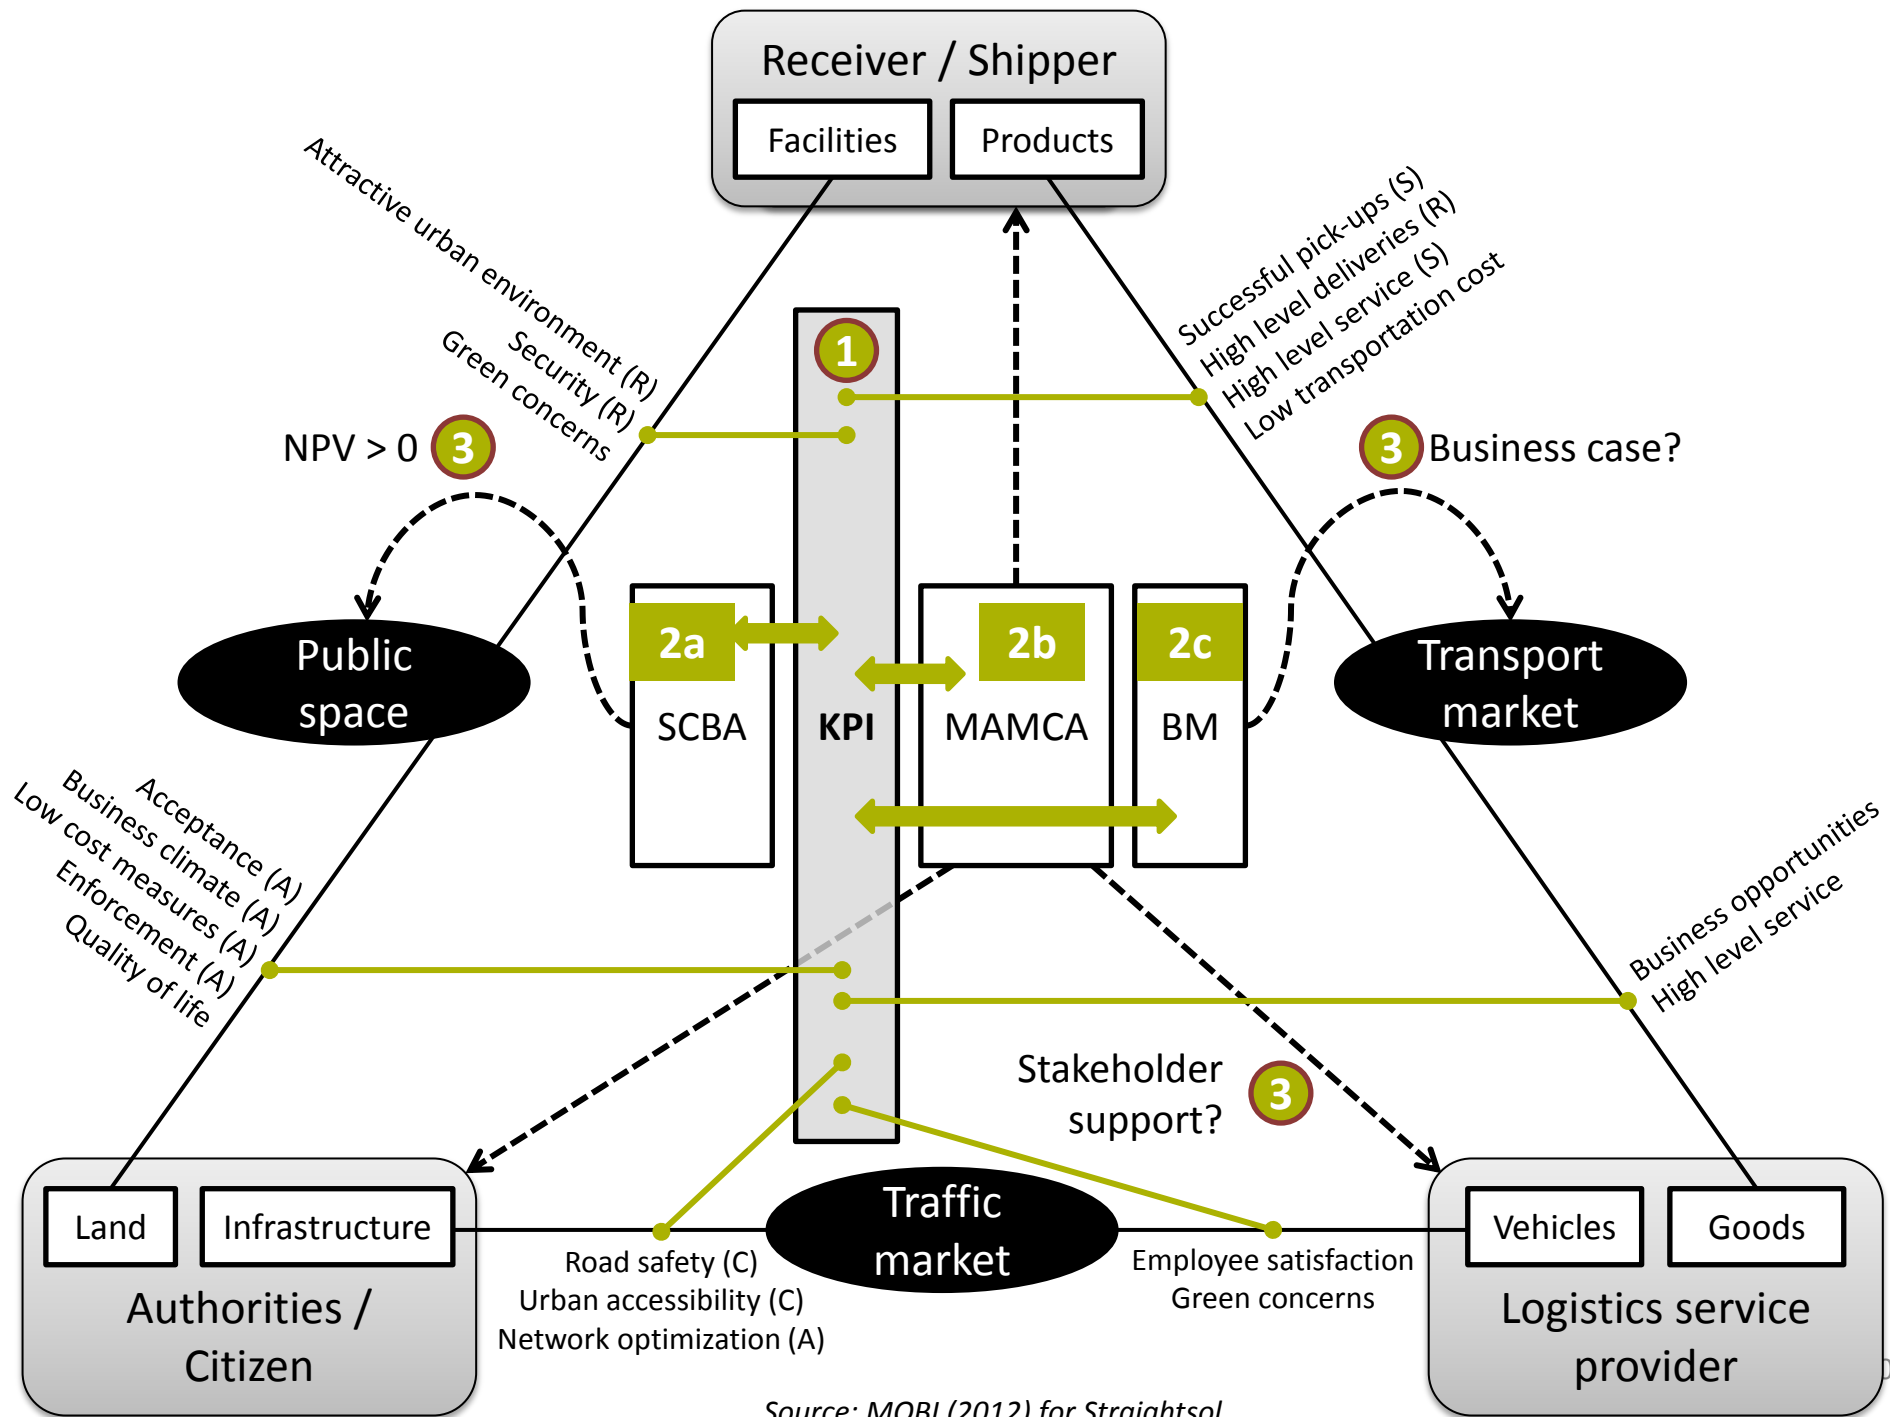 Receiver / Shipper
Facilities
Products
Attractive urban environment (R)
Security (R)
Green concerns
Successful pick-ups (S)
High level deliveries (R)
High level service (S)
Low transportation cost
1
NPV > 0
3
3
Business case?
Public
space
2a
SCBA
KPI
2b
MAMCA
2c
BM
Transport
market
Acceptance (A)
Business climate (A)
Low cost measures (A)
Enforcement (A)
Quality of life
Business opportunities
High level service
Stakeholder
support?
3
Land
Infrastructure
Authorities /
Citizen
Traffic
market
Road safety (C)
Urban accessibility (C)
Network optimization (A)
Employee satisfaction
Green concerns
Vehicles
Goods
Logistics service
provider
Source: MOBI (2012) for Straightsol